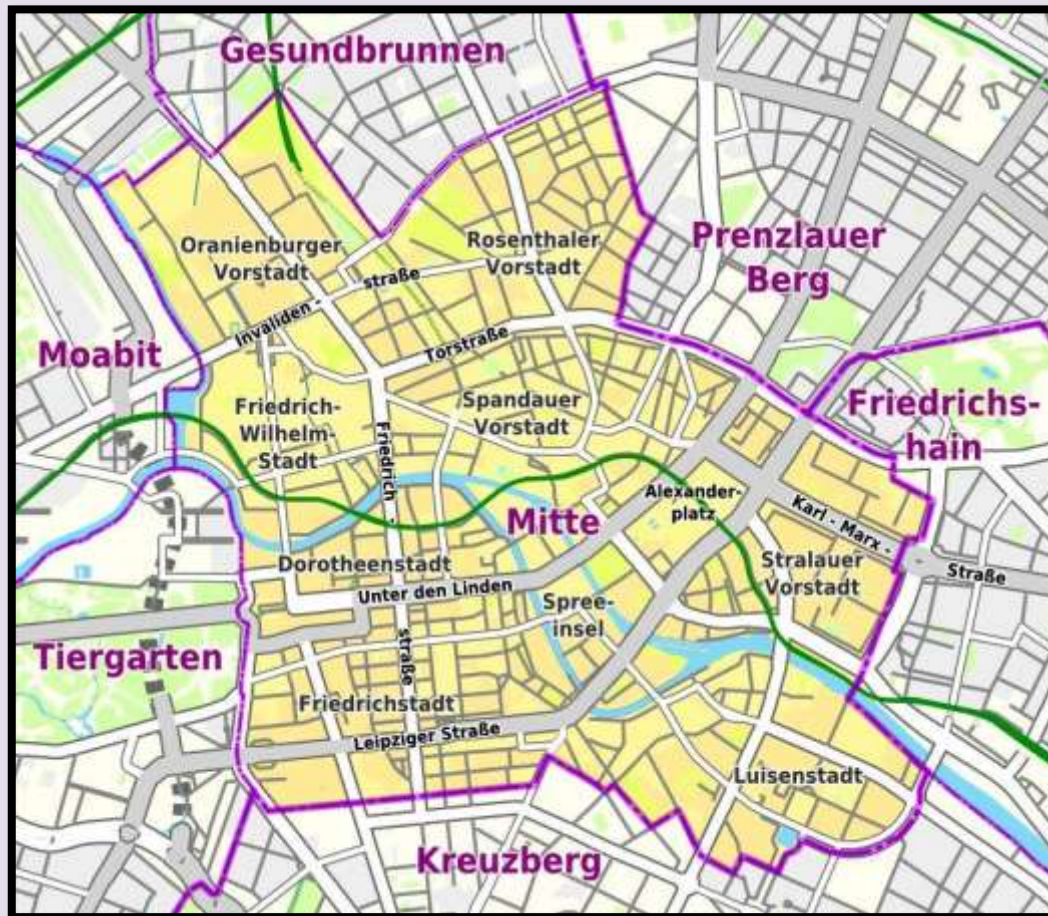 Gesundbrunnen
Oranienburger
Vorstadt
Rosenthaler
Vorstadt
Prenzlauer
Berg
Invaliden -
straße
Torstraße
Moabit
Friedrich-
Wilhelm-
Stadt
Spandauer
Vorstadt
Friedrichs-
hain
Friedrich -
straße
Mitte
Alexander-
platz
Karl - Marx -
Straße
Dorotheenstadt
Unter den Linden
Stralauer
Vorstadt
Spree-
insel
Tiergarten
Friedrichstadt
Leipziger Straße
Luisenstadt
Kreuzberg